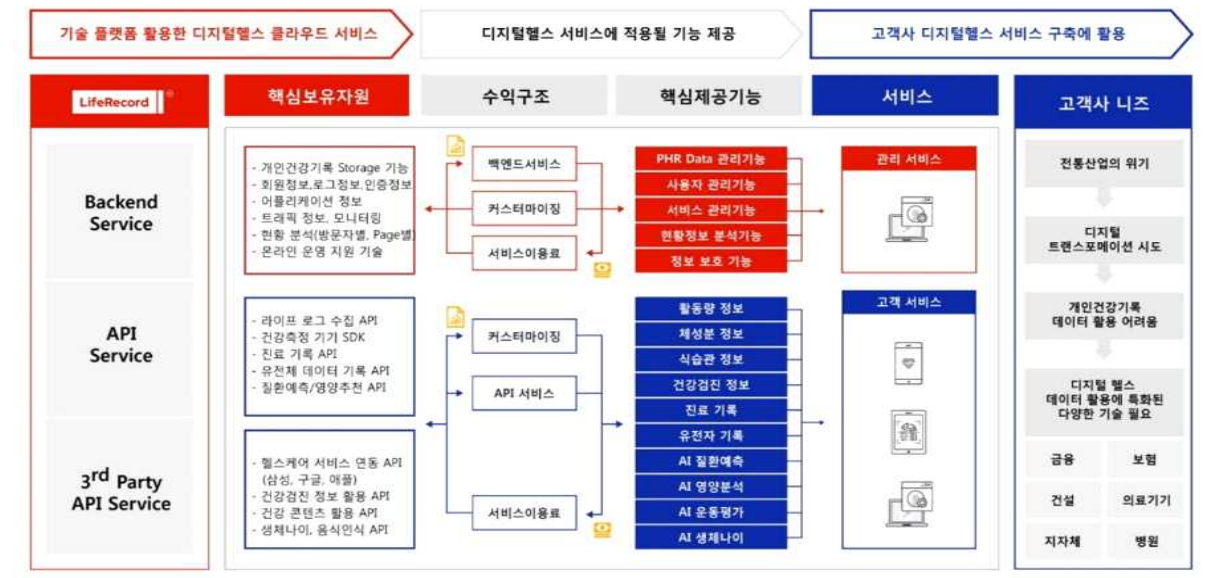 기술 플랫폼 활용한 디지털헬스 클라우드 서비스
디지털헬스 서비스에 적용될 기능 제공
고객사 디지털헬스 서비스 구축에 활용
LifeRecord ®
핵심보유자원
수익구조
핵심제공기능
서비스
고객사 니즈
Backend
Service
- 개인건강기록 Storage 기능
- 회원정보,로그정보,인증정보
- 어플리케이션 정보
- 트래픽 정보, 모니터링
- 현황 분석(방문자별, Page별)
- 온라인 운영 지원 기술
백엔드서비스
커스터마이징
서비스이용료
PHR Data 관리기능
사용자 관리기능
서비스 관리기능
현황정보 분석기능
정보 보호 기능
관리 서비스
API
Service
- 라이프 로그 수집 API
- 건강측정 기기 SDK
- 진료 기록 API
- 유전체 데이터 기록 API
- 질환예측/영양추천 API
3rd Party
API Service
- 헬스케어 서비스 연동 API
(삼성, 구글, 애플)
- 건강검진 정보 활용 API
- 건강 콘텐츠 활용 API
- 생체나이, 음식인식 API
커스터마이징
API 서비스
서비스이용료
활동량 정보
체성분 정보
식습관 정보
건강검진 정보
진료 기록
유전자 기록
AI 질환예측
AI 영양분석
AI 운동평가
AI 생체나이
고객 서비스
전통산업의 위기
디지털
트랜스포메이션 시도
개인건강기록
데이터 활용 어려움
디지털 헬스
데이터 활용에 특화된
다양한 기술 필요
금융
보험
건설
의료기기
지자체
병원